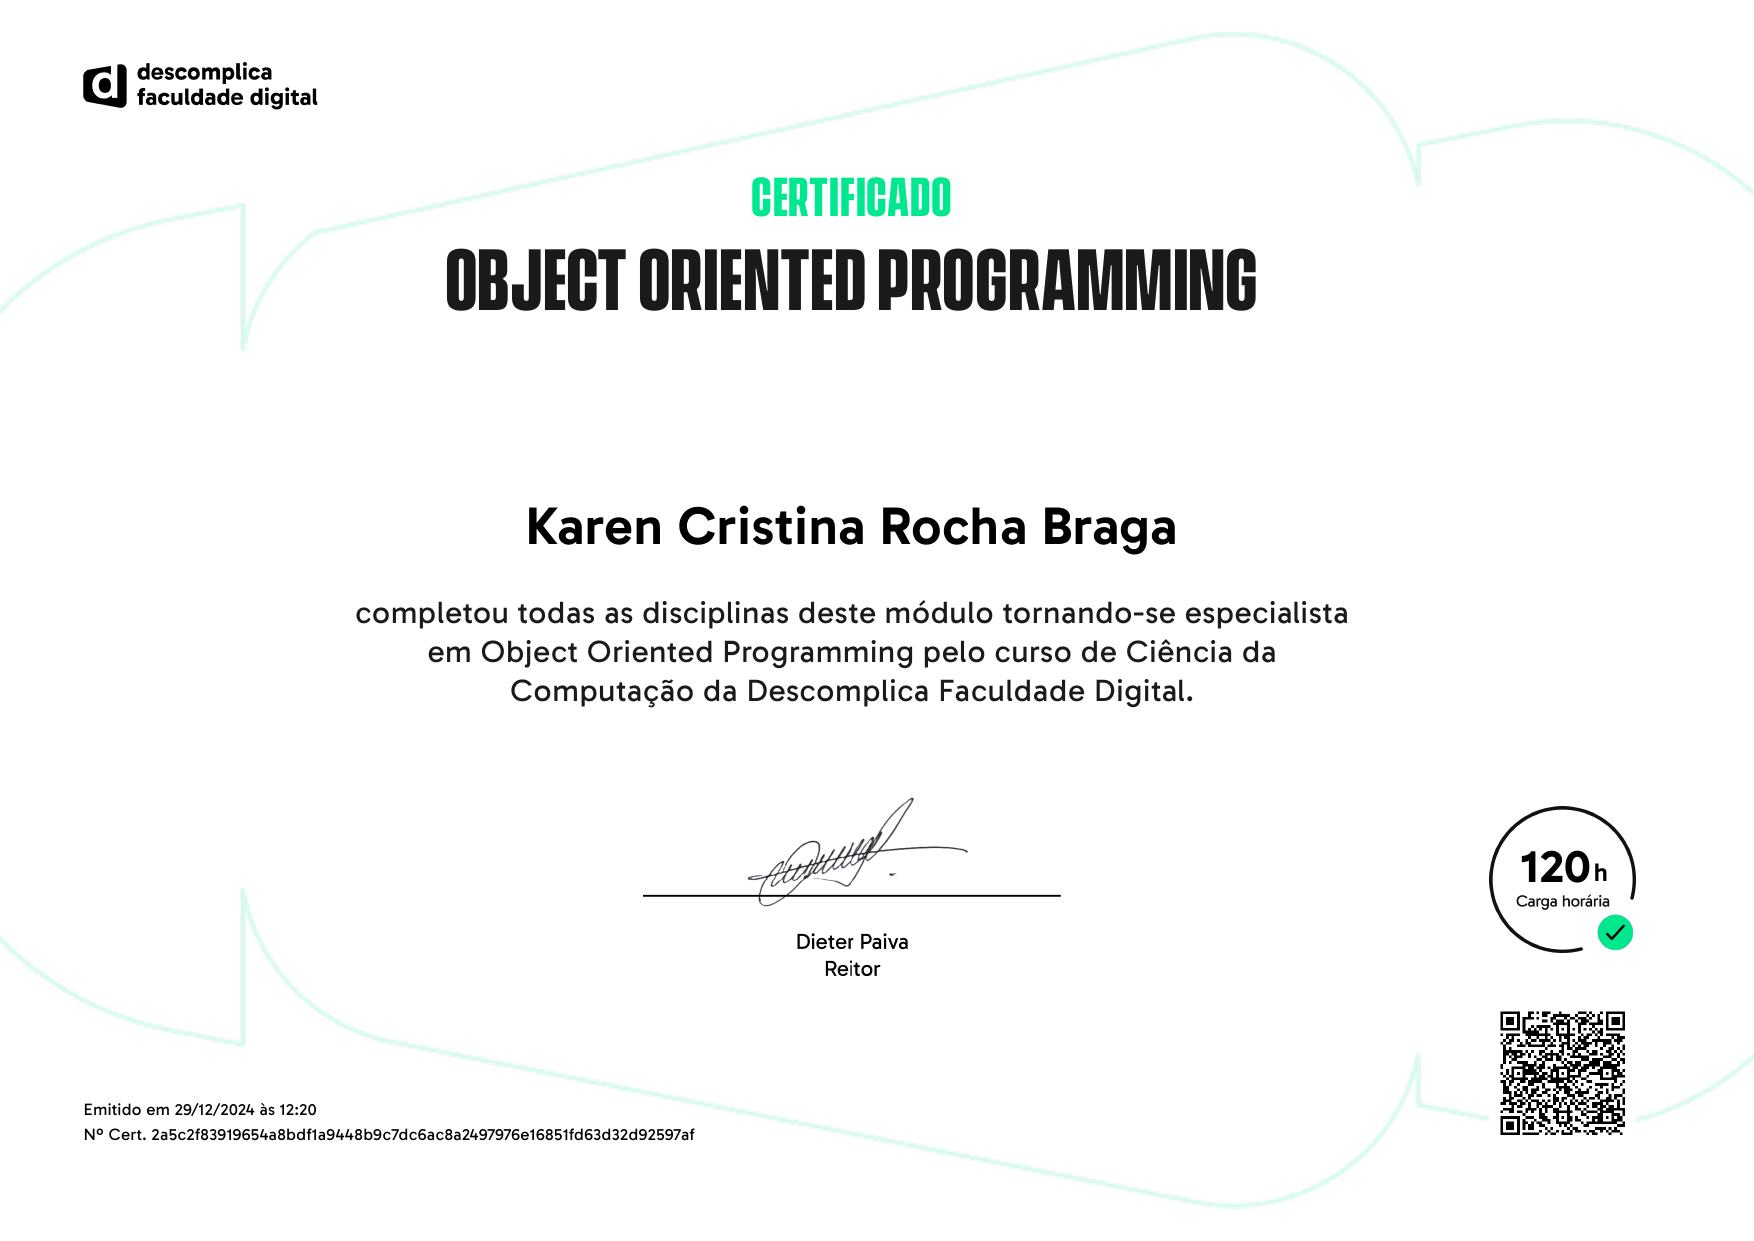 descomplica
faculdade digital
CERTIFICADO
OBJECT ORIENTED PROGRAMMING
Karen Cristina Rocha Braga
completou todas as disciplinas deste módulo tornando-se especialista
em Object Oriented Programming pelo curso de Ciência da
Computação da Descomplica Faculdade Digital.
Dieter Paiva
Reitor
120h
Carga horária
Emitido em 29/12/2024 às 12:20
Nº Cert. 2a5c2f83919654a8bdf1a9448b9c7dc6ac8a2497976e16851fd63d32d92597af